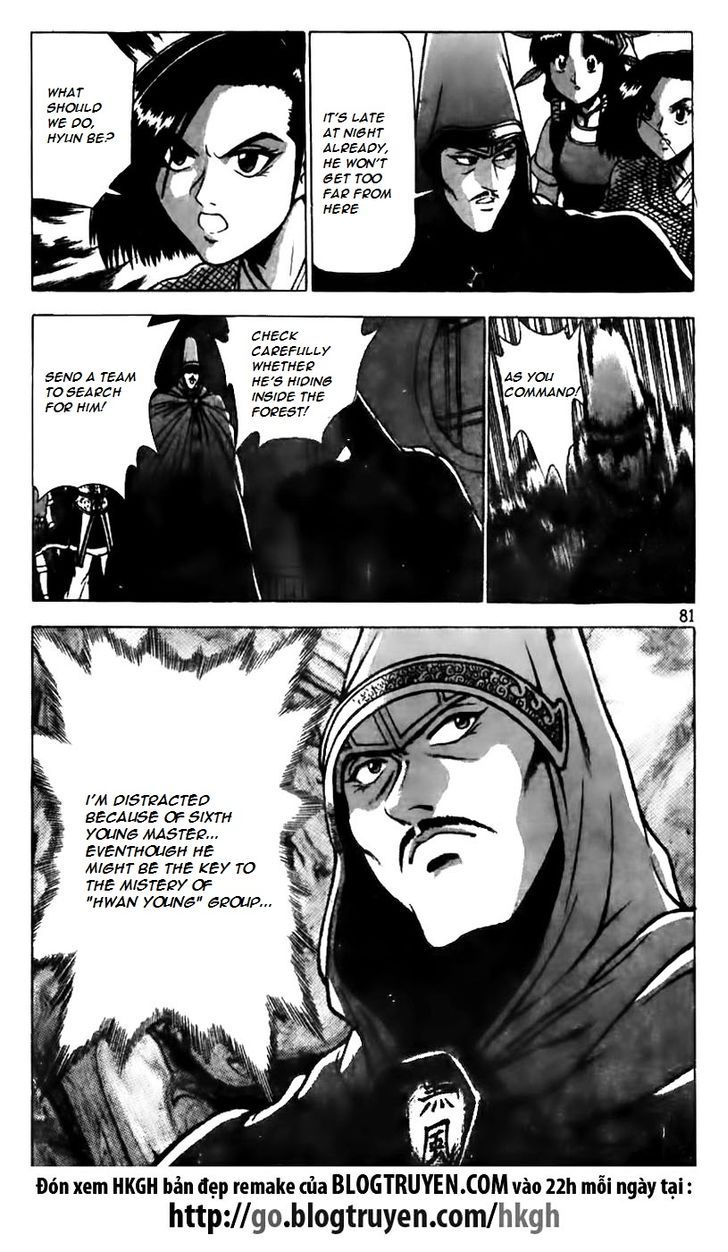 WHAT
SHOULD
WE DO,
HYUN BE?
IT'S LATE
AT NIGHT
ALREADY,
HE WON'T
GET TOO
FAR FROM
HERE
SEND A TEAM
TO SEARCH
FOR HIM!
CHECK
CAREFULLY
WHETHER
HE'S HIDING
INSIDE THE
FOREST!
AS YOU
COMMAND!
81
I'M DISTRACTED
BECAUSE OF SIXTH
YOUNG MASTER...
EVENTHOUGH HE
MIGHT BE THE KEY TO
THE MISTERY OF
"HWAN YOUNG" GROUP...
風
Đón xem HKGH bản đẹp remake của BLOGTRUYEN.COM vào 22h mỗi ngày tại :
http://go.blogtruyen.com/hkgh